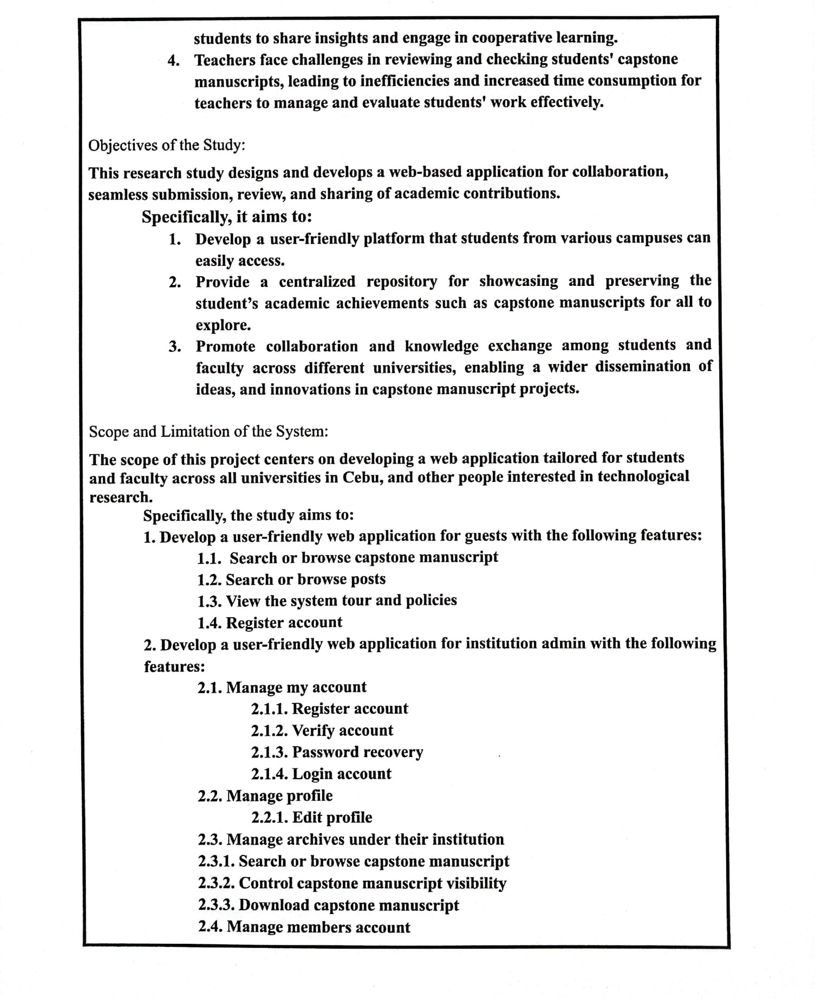 students to share insights and engage in cooperative learning.
4. Teachers face challenges in reviewing and checking students' capstone
manuscripts, leading to inefficiencies and increased time consumption for
teachers to manage and evaluate students' work effectively.
Objectives of the Study:
This research study designs and develops a web-based application for collaboration,
seamless submission, review, and sharing of academic contributions.
Specifically, it aims to:
1. Develop a user-friendly platform that students from various campuses can
easily access.
2. Provide a centralized repository for showcasing and preserving the
student’s academic achievements such as capstone manuscripts for all to
explore.
3. Promote collaboration and knowledge exchange among students and
faculty across different universities, enabling a wider dissemination of
ideas, and innovations in capstone manuscript projects.
Scope and Limitation of the System:
The scope of this project centers on developing a web application tailored for students
and faculty across all universities in Cebu, and other people interested in technological
research.
Specifically, the study aims to:
1. Develop a user-friendly web application for guests with the following features:
1.1. Search or browse capstone manuscript
1.2. Search or browse posts
1.3. View the system tour and policies
1.4. Register account
2. Develop a user-friendly web application for institution admin with the following
features:
2.1. Manage my account
2.1.1. Register account
2.1.2. Verify account
2.1.3. Password recovery
2.1.4. Login account
2.2. Manage profile
2.2.1. Edit profile
2.3. Manage archives under their institution
2.3.1. Search or browse capstone manuscript
2.3.2. Control capstone manuscript visibility
2.3.3. Download capstone manuscript
2.4. Manage members account